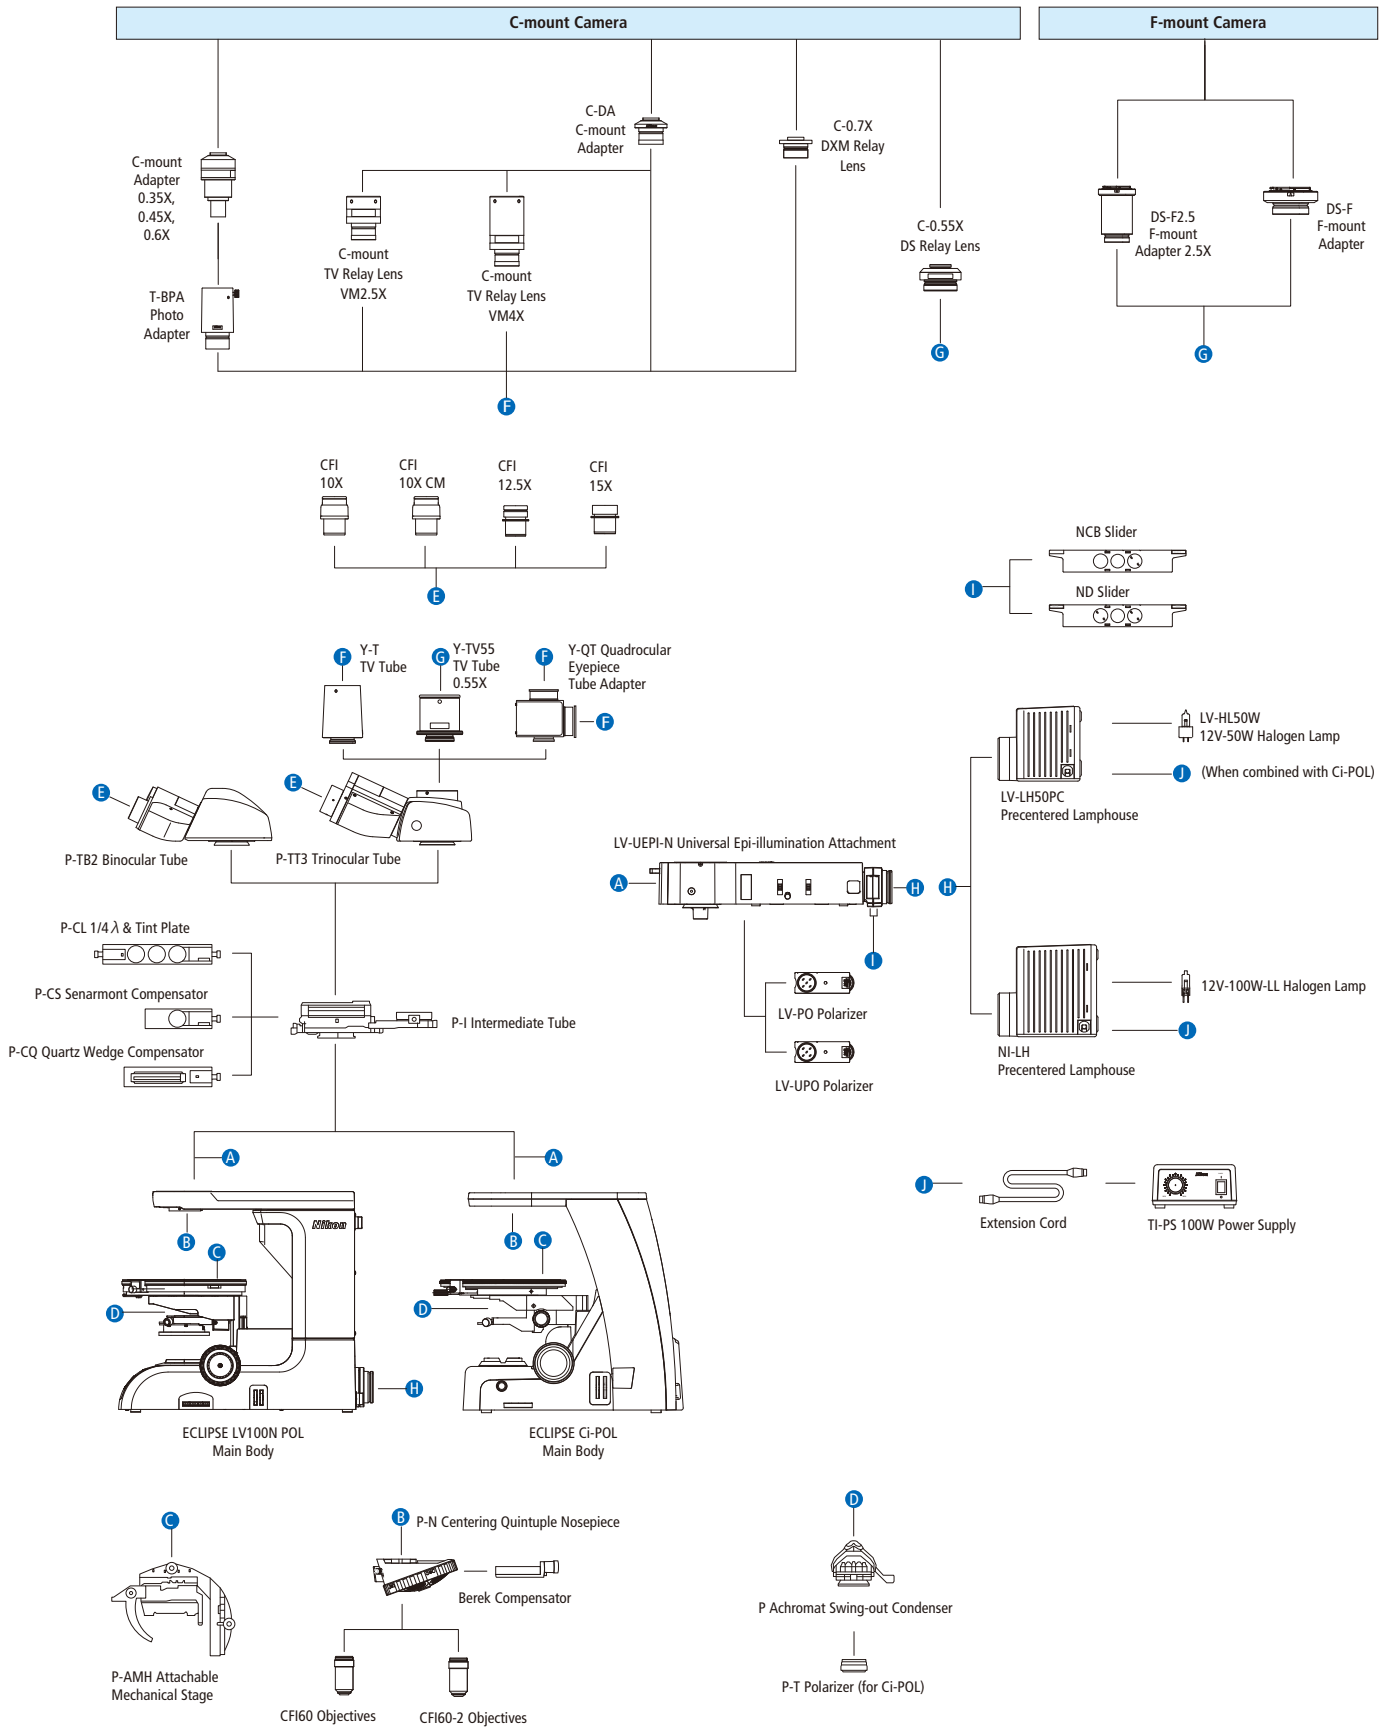 C-mount Camera
F-mount Camera
C-DA
C-mount
Adapter
C-0.7X
DXM Relay
Lens
C-mount
Adapter
0.35X,
0.45X,
0.6X
C-mount
TV Relay Lens
VM2.5X
C-mount
TV Relay Lens
VM4X
C-0.55X
DS Relay Lens
DS-F2.5
F-mount
Adapter 2.5X
DS-F
F-mount
Adapter
T-BPA
Photo
Adapter
G
G
F
CFI
10X
CFI
10X CM
CFI
12.5X
CFI
15X
E
NCB Slider
I
ND Slider
F
Y-T
TV Tube
G
Y-TV55
TV Tube
0.55X
F
Y-QT Quadrocular
Eyepiece
Tube Adapter
F
E
P-TB2 Binocular Tube
E
P-TT3 Trinocular Tube
LV-HL50W
12V-50W Halogen Lamp
J
(When combined with Ci-POL)
LV-LH50PC
Precentered Lamphouse
LV-UEPI-N Universal Epi-illumination Attachment
A
H
H
I
LV-PO Polarizer
LV-UPO Polarizer
12V-100W-LL Halogen Lamp
J
NI-LH
Precentered Lamphouse
P-CL 1/4 λ & Tint Plate
P-CS Senarmont Compensator
P-CQ Quartz Wedge Compensator
P-I Intermediate Tube
A
A
J
Extension Cord
Nikon
TI-PS 100W Power Supply
Nikon
B
C
D
H
ECLIPSE LV100N POL
Main Body
B
C
D
ECLIPSE Ci-POL
Main Body
C
P-AMH Attachable
Mechanical Stage
B
P-N Centering Quintuple Nosepiece
Berek Compensator
CFI60 Objectives
CFI60-2 Objectives
D
P Achromat Swing-out Condenser
P-T Polarizer (for Ci-POL)